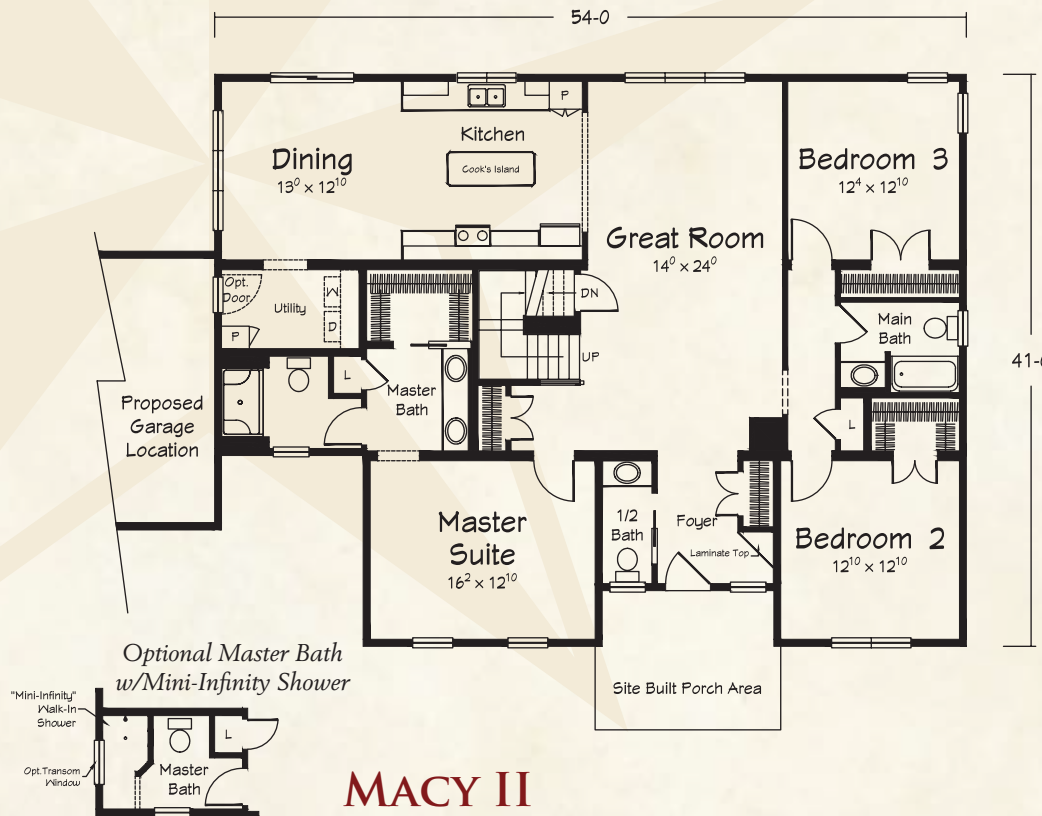 54-0
Kitchen
P
Dining
13⁰ x 12¹⁰
Cook's Island
Bedroom 3
12⁴ x 12¹⁰
Great Room
14⁰ x 24⁰
Opt.
Door
Utility
W
D
P
DN
UP
Main
Bath
41-
L
Master
Bath
L
Proposed
Garage
Location
Master
Suite
16² x 12¹⁰
1/2
Bath
Foyer
Laminate Top
Bedroom 2
12¹⁰ x 12¹⁰
Site Built Porch Area
Optional Master Bath
w/Mini-Infinity Shower
"Mini-Infinity"
Walk-In
Shower
L
Opt.Transom
Window
Master
Bath
MACY II